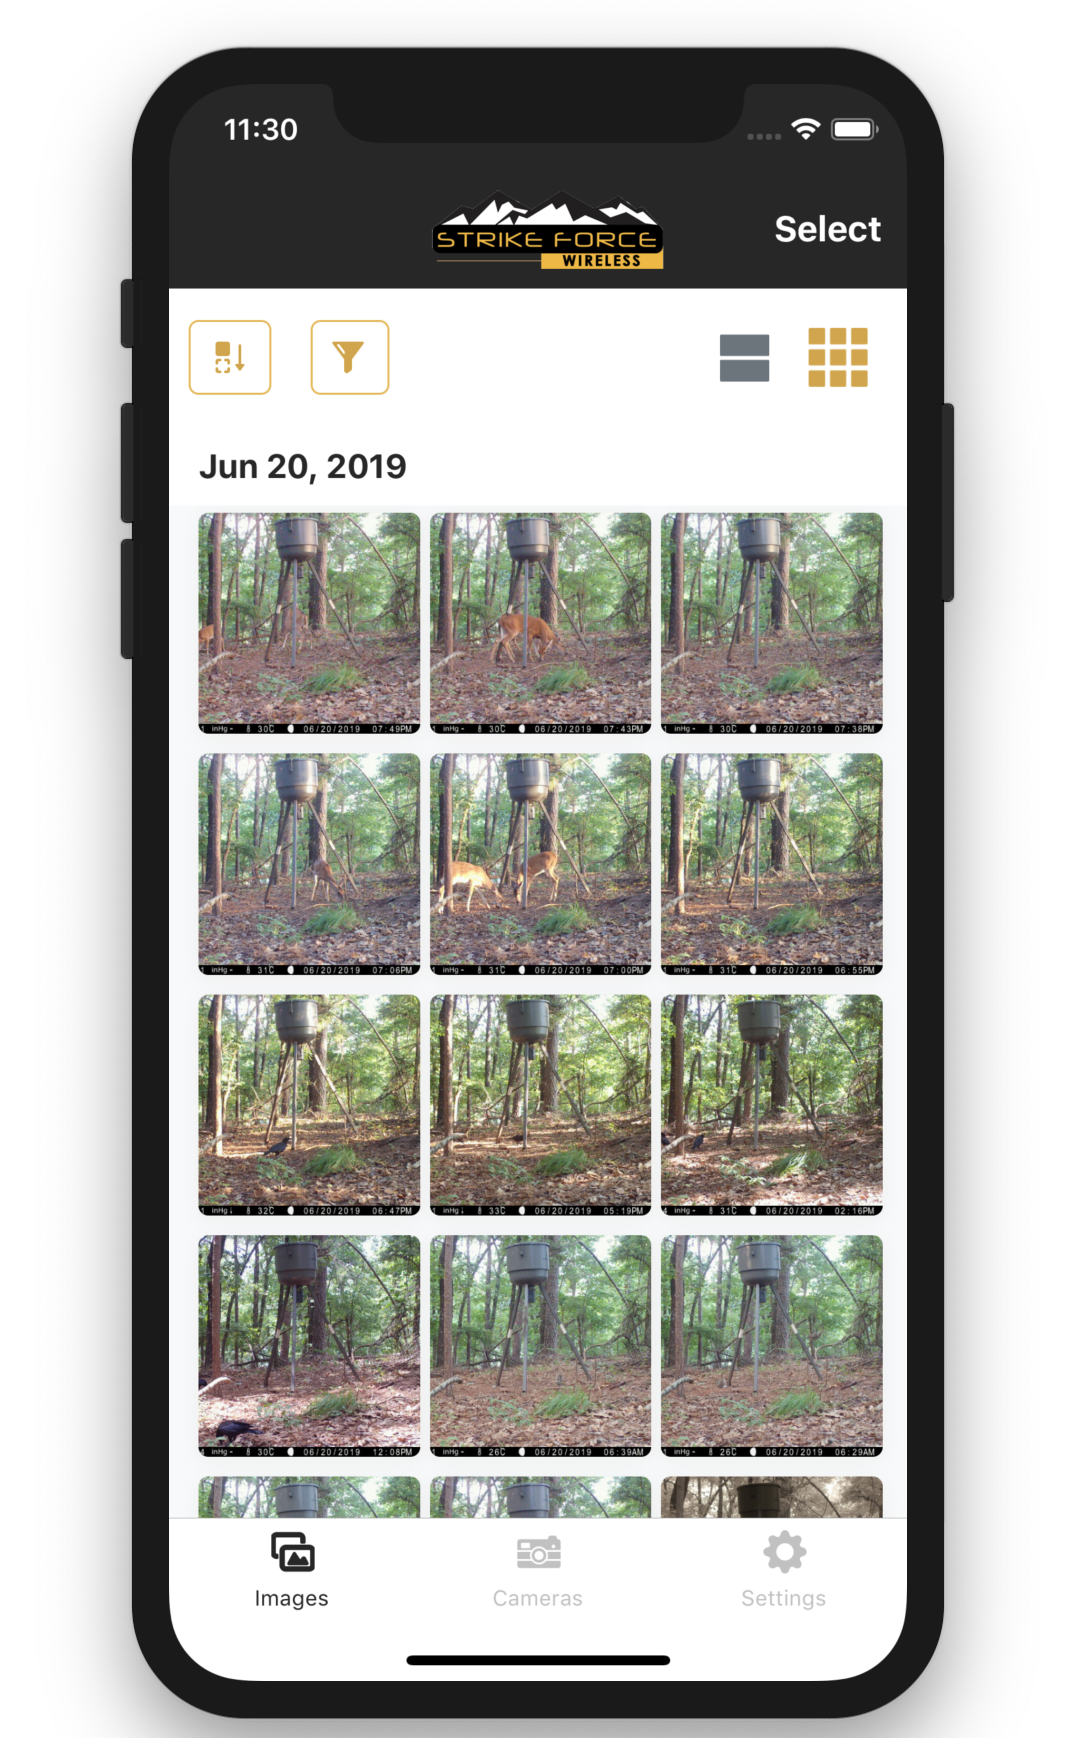 11:30
STRIKE FORCE
WIRELESS
Select
Jun 20, 2019
inHg - 30C 06/20/2019 07:49PM
inHg - 30C 06/20/2019 07:43PM
inHg - 30C 06/20/2019 07:38PM
inHg - 31C 06/20/2019 07:06PM
inHg - 31C 06/20/2019 07:00PM
inHg - 31C 06/20/2019 06:55PM
inHg 32C 06/20/2019 06:47PM
inHg 33C 06/20/2019 05:19PM
inHg - 31C 06/20/2019 02:16PM
inHg - 30C 06/20/2019 12:08PM
inHg - 26C 06/20/2019 06:39AM
inHg - 26C 06/20/2019 06:29AM
Images
Cameras
Settings